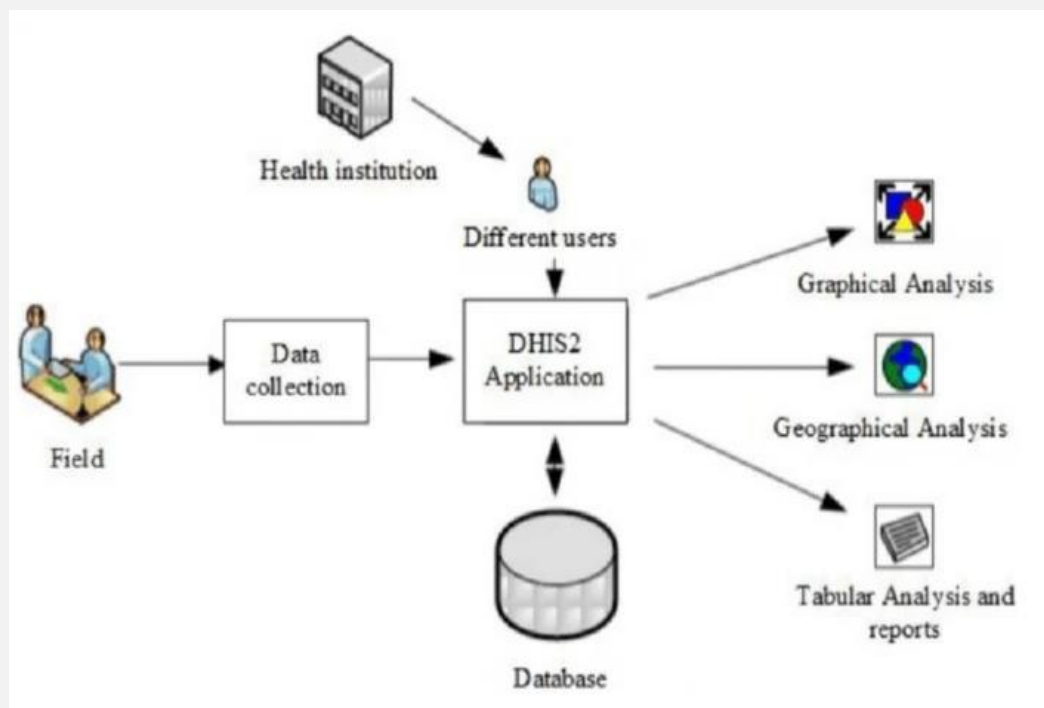 Health institution
Different users
Graphical Analysis
Data
collection
DHIS2
Application
Geographical Analysis
Field
Tabular Analysis and
reports
Database